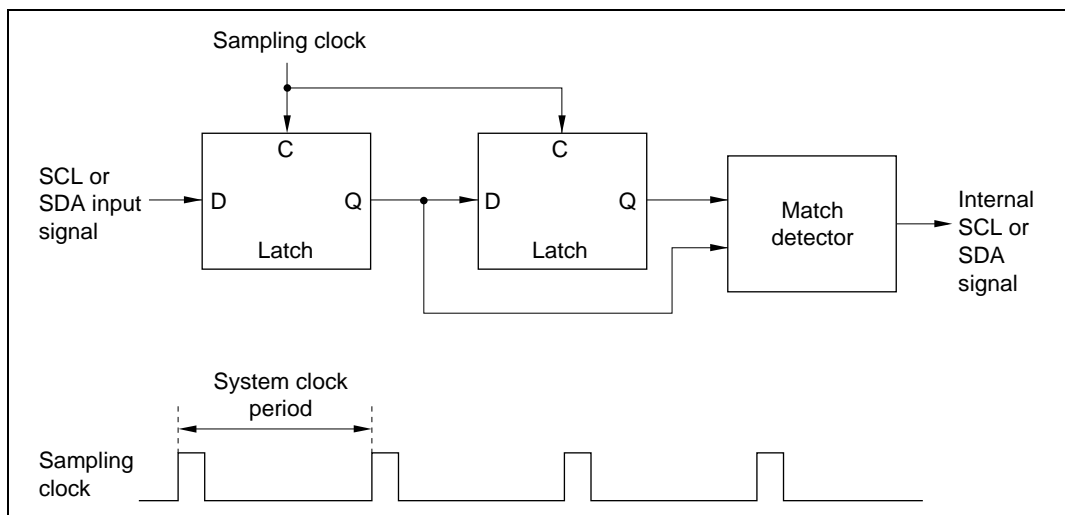 Sampling clock
C
C
SCL or
SDA input
signal
D
Q
D
Q
Latch
Latch
Match
detector
Internal
SCL or
SDA
signal
System clock
period
Sampling
clock